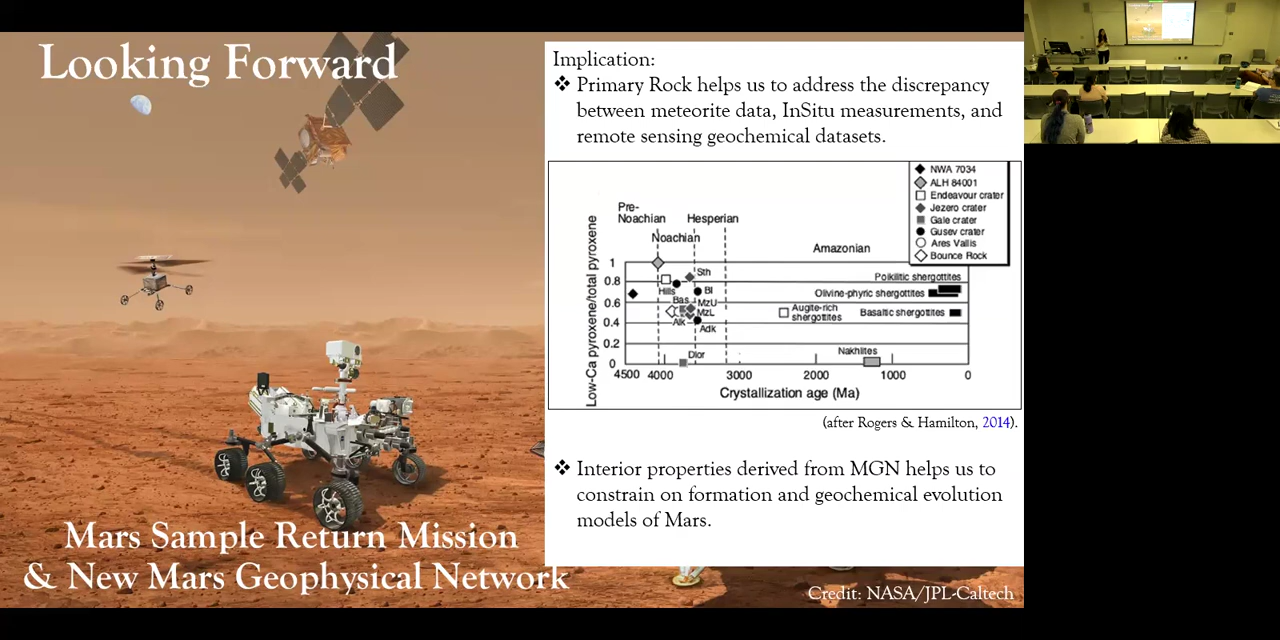 Looking Forward
Implication:
❖ Primary Rock helps us to address the discrepancy
between meteorite data, InSitu measurements, and
remote sensing geochemical datasets.
NWA 7034
ALH 84001
Endeavour crater
Jezero crater
Gale crater
Gusev crater
Ares Vallis
Bounce Rock
Pre-
Noachian
Hesperian
Noachian
Amazonian
Low-Ca pyroxene/total pyroxene
1
0.8
0.6
0.4
0.2
0
Sth
Hills
BI
Bas
MzU
MzL
Alk
Adk
Dior
Poikilitic shergottites
Olivine-phyric shergottites
Augite-rich
shergottites
Basaltic shergottites
Nakhlites
4500 4000 3000 2000 1000 0
Crystallization age (Ma)
(after Rogers & Hamilton, 2014).
❖ Interior properties derived from MGN helps us to
constrain on formation and geochemical evolution
models of Mars.
Mars Sample Return Mission
& New Mars Geophysical Network
Credit: NASA/JPL-Caltech